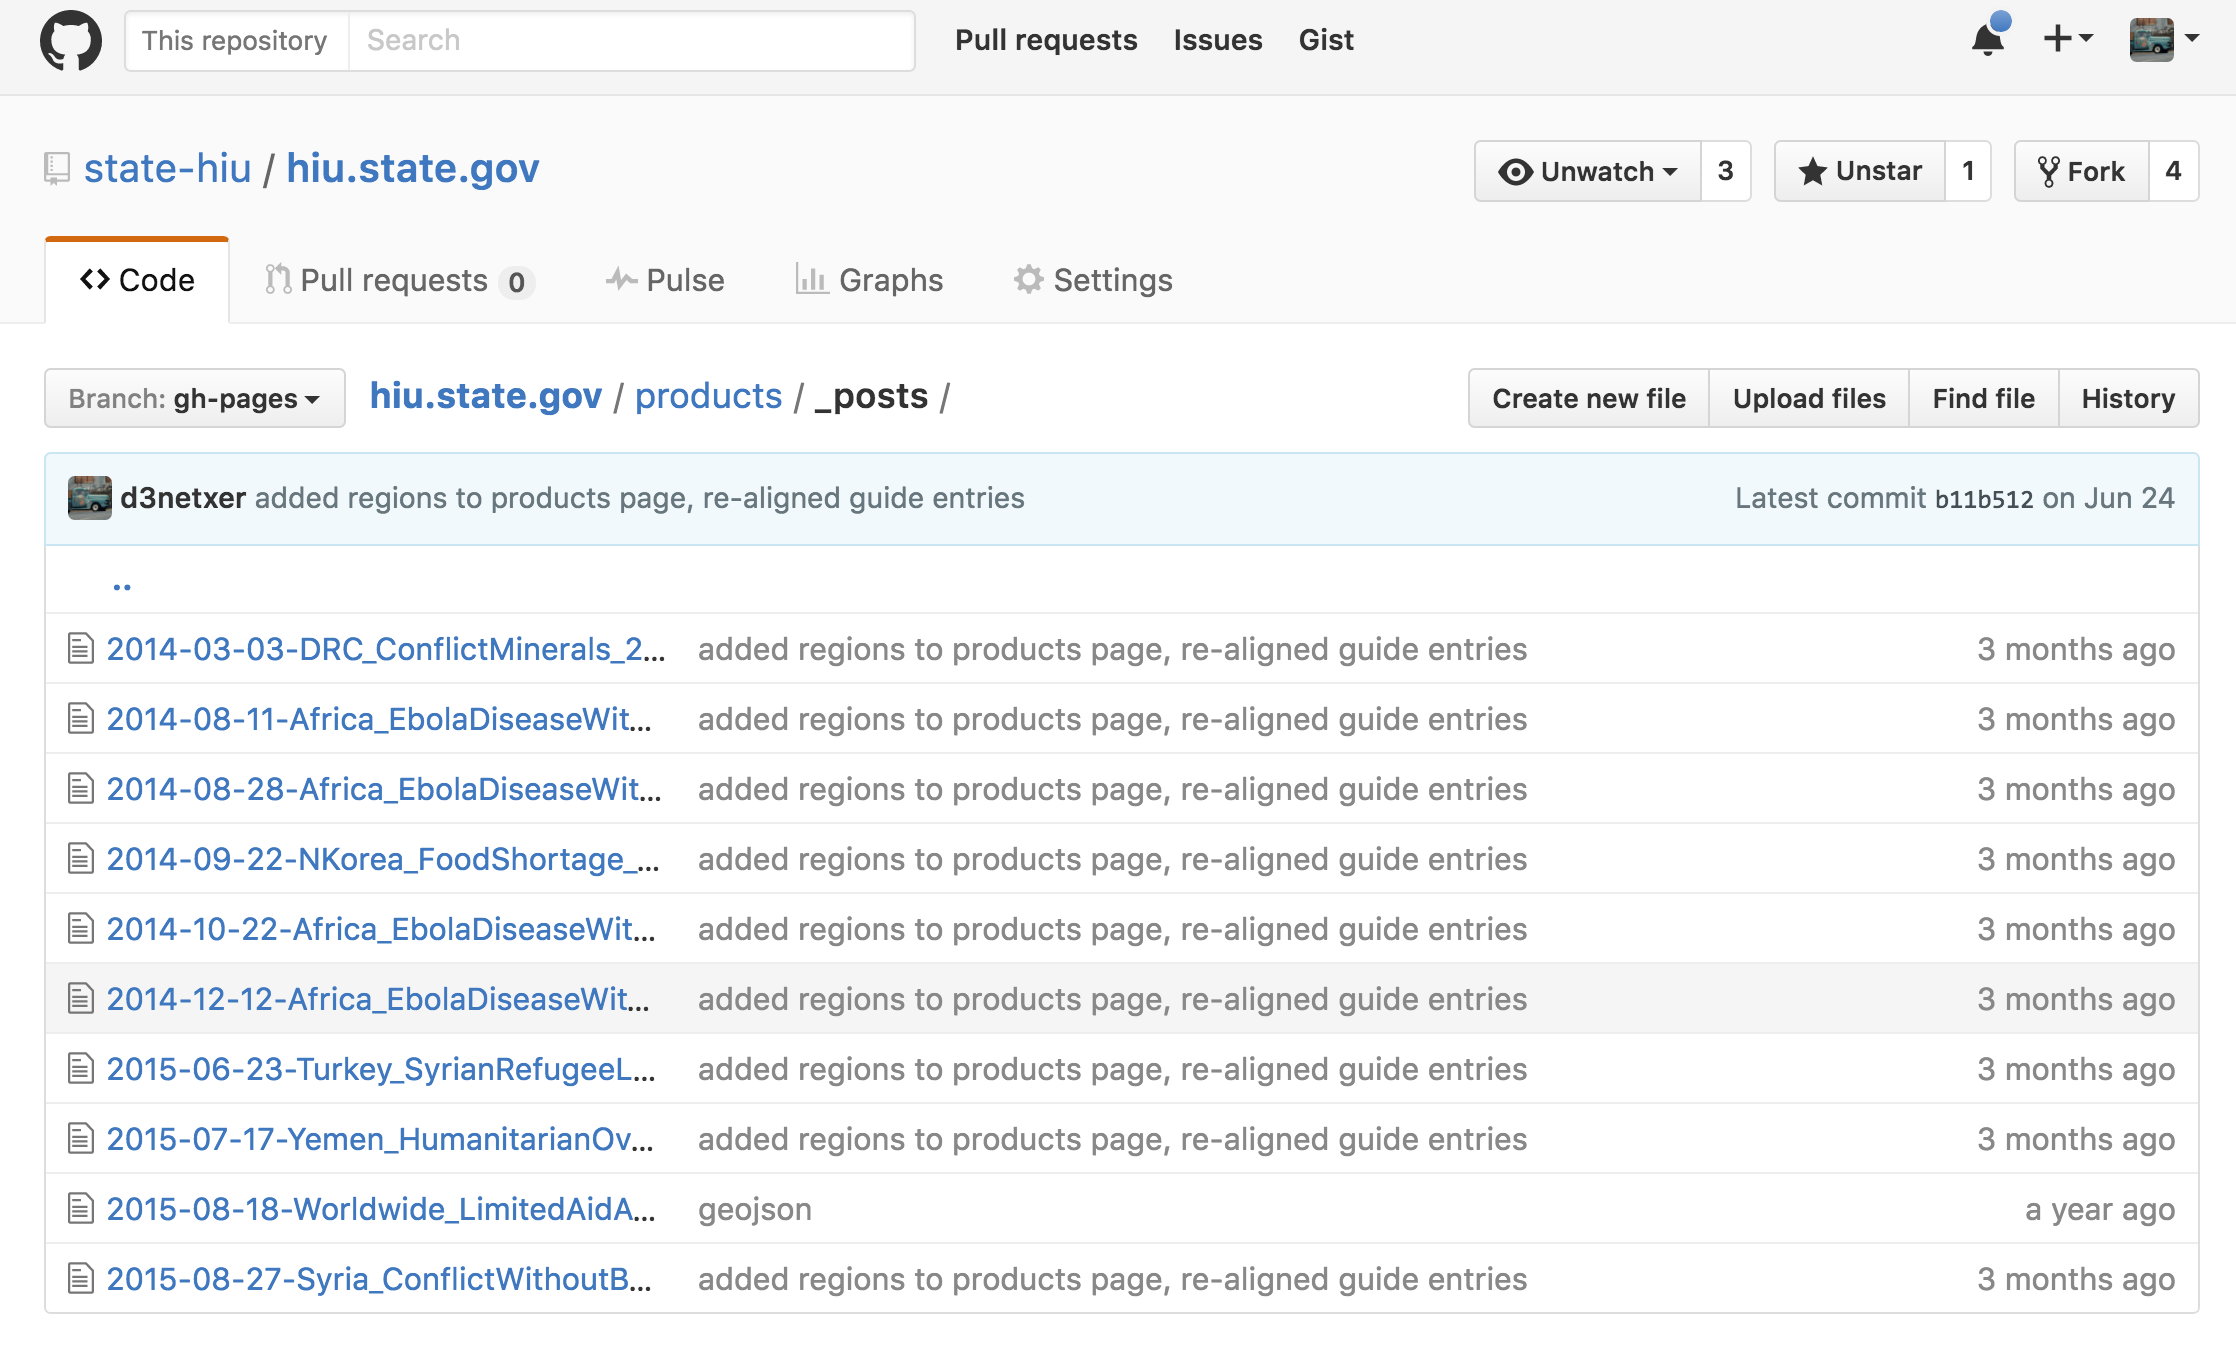 This repository Search Pull requests Issues Gist
state-hiu / hiu.state.gov Unwatch 3 Unstar 1 Fork 4
Code Pull requests 0 Pulse Graphs Settings
Branch: gh-pages hiu.state.gov / products / _posts / Create new file Upload files Find file History
d3netxer added regions to products page, re-aligned guide entries Latest commit b11b512 on Jun 24
..
2014-03-03-DRC_ConflictMinerals_2... added regions to products page, re-aligned guide entries 3 months ago
2014-08-11-Africa_EbolaDiseaseWit... added regions to products page, re-aligned guide entries 3 months ago
2014-08-28-Africa_EbolaDiseaseWit... added regions to products page, re-aligned guide entries 3 months ago
2014-09-22-NKorea_FoodShortage_... added regions to products page, re-aligned guide entries 3 months ago
2014-10-22-Africa_EbolaDiseaseWit... added regions to products page, re-aligned guide entries 3 months ago
2014-12-12-Africa_EbolaDiseaseWit... added regions to products page, re-aligned guide entries 3 months ago
2015-06-23-Turkey_SyrianRefugeeL... added regions to products page, re-aligned guide entries 3 months ago
2015-07-17-Yemen_HumanitarianOv... added regions to products page, re-aligned guide entries 3 months ago
2015-08-18-Worldwide_LimitedAidA... geojson a year ago
2015-08-27-Syria_ConflictWithoutB... added regions to products page, re-aligned guide entries 3 months ago